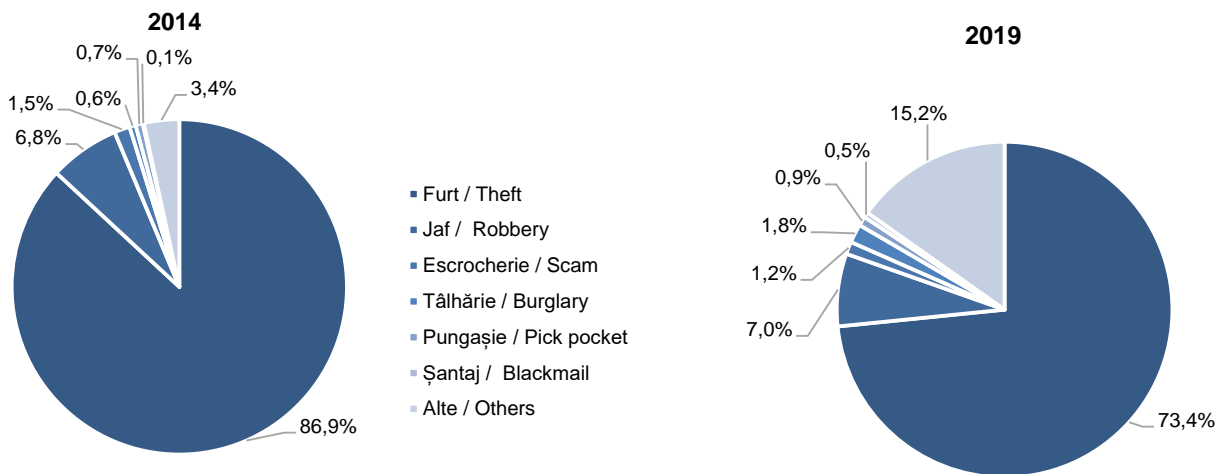 2014
0,7%
0,1%
1,5%
0,6%
3,4%
6,8%
86,9%
Furt / Theft
Jaf / Robbery
Escrocherie / Scam
Tâlhărie / Burglary
Pungașie / Pick pocket
Șantaj / Blackmail
Alte / Others
2019
15,2%
0,5%
0,9%
1,8%
1,2%
7,0%
73,4%